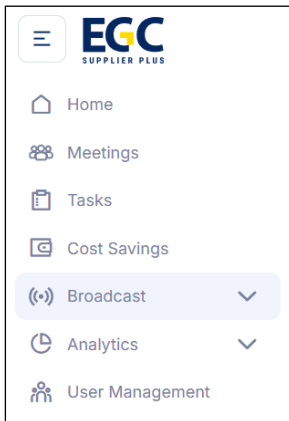 EGC
SUPPLIER PLUS
Home
Meetings
Tasks
Cost Savings
Broadcast
Analytics
User Management